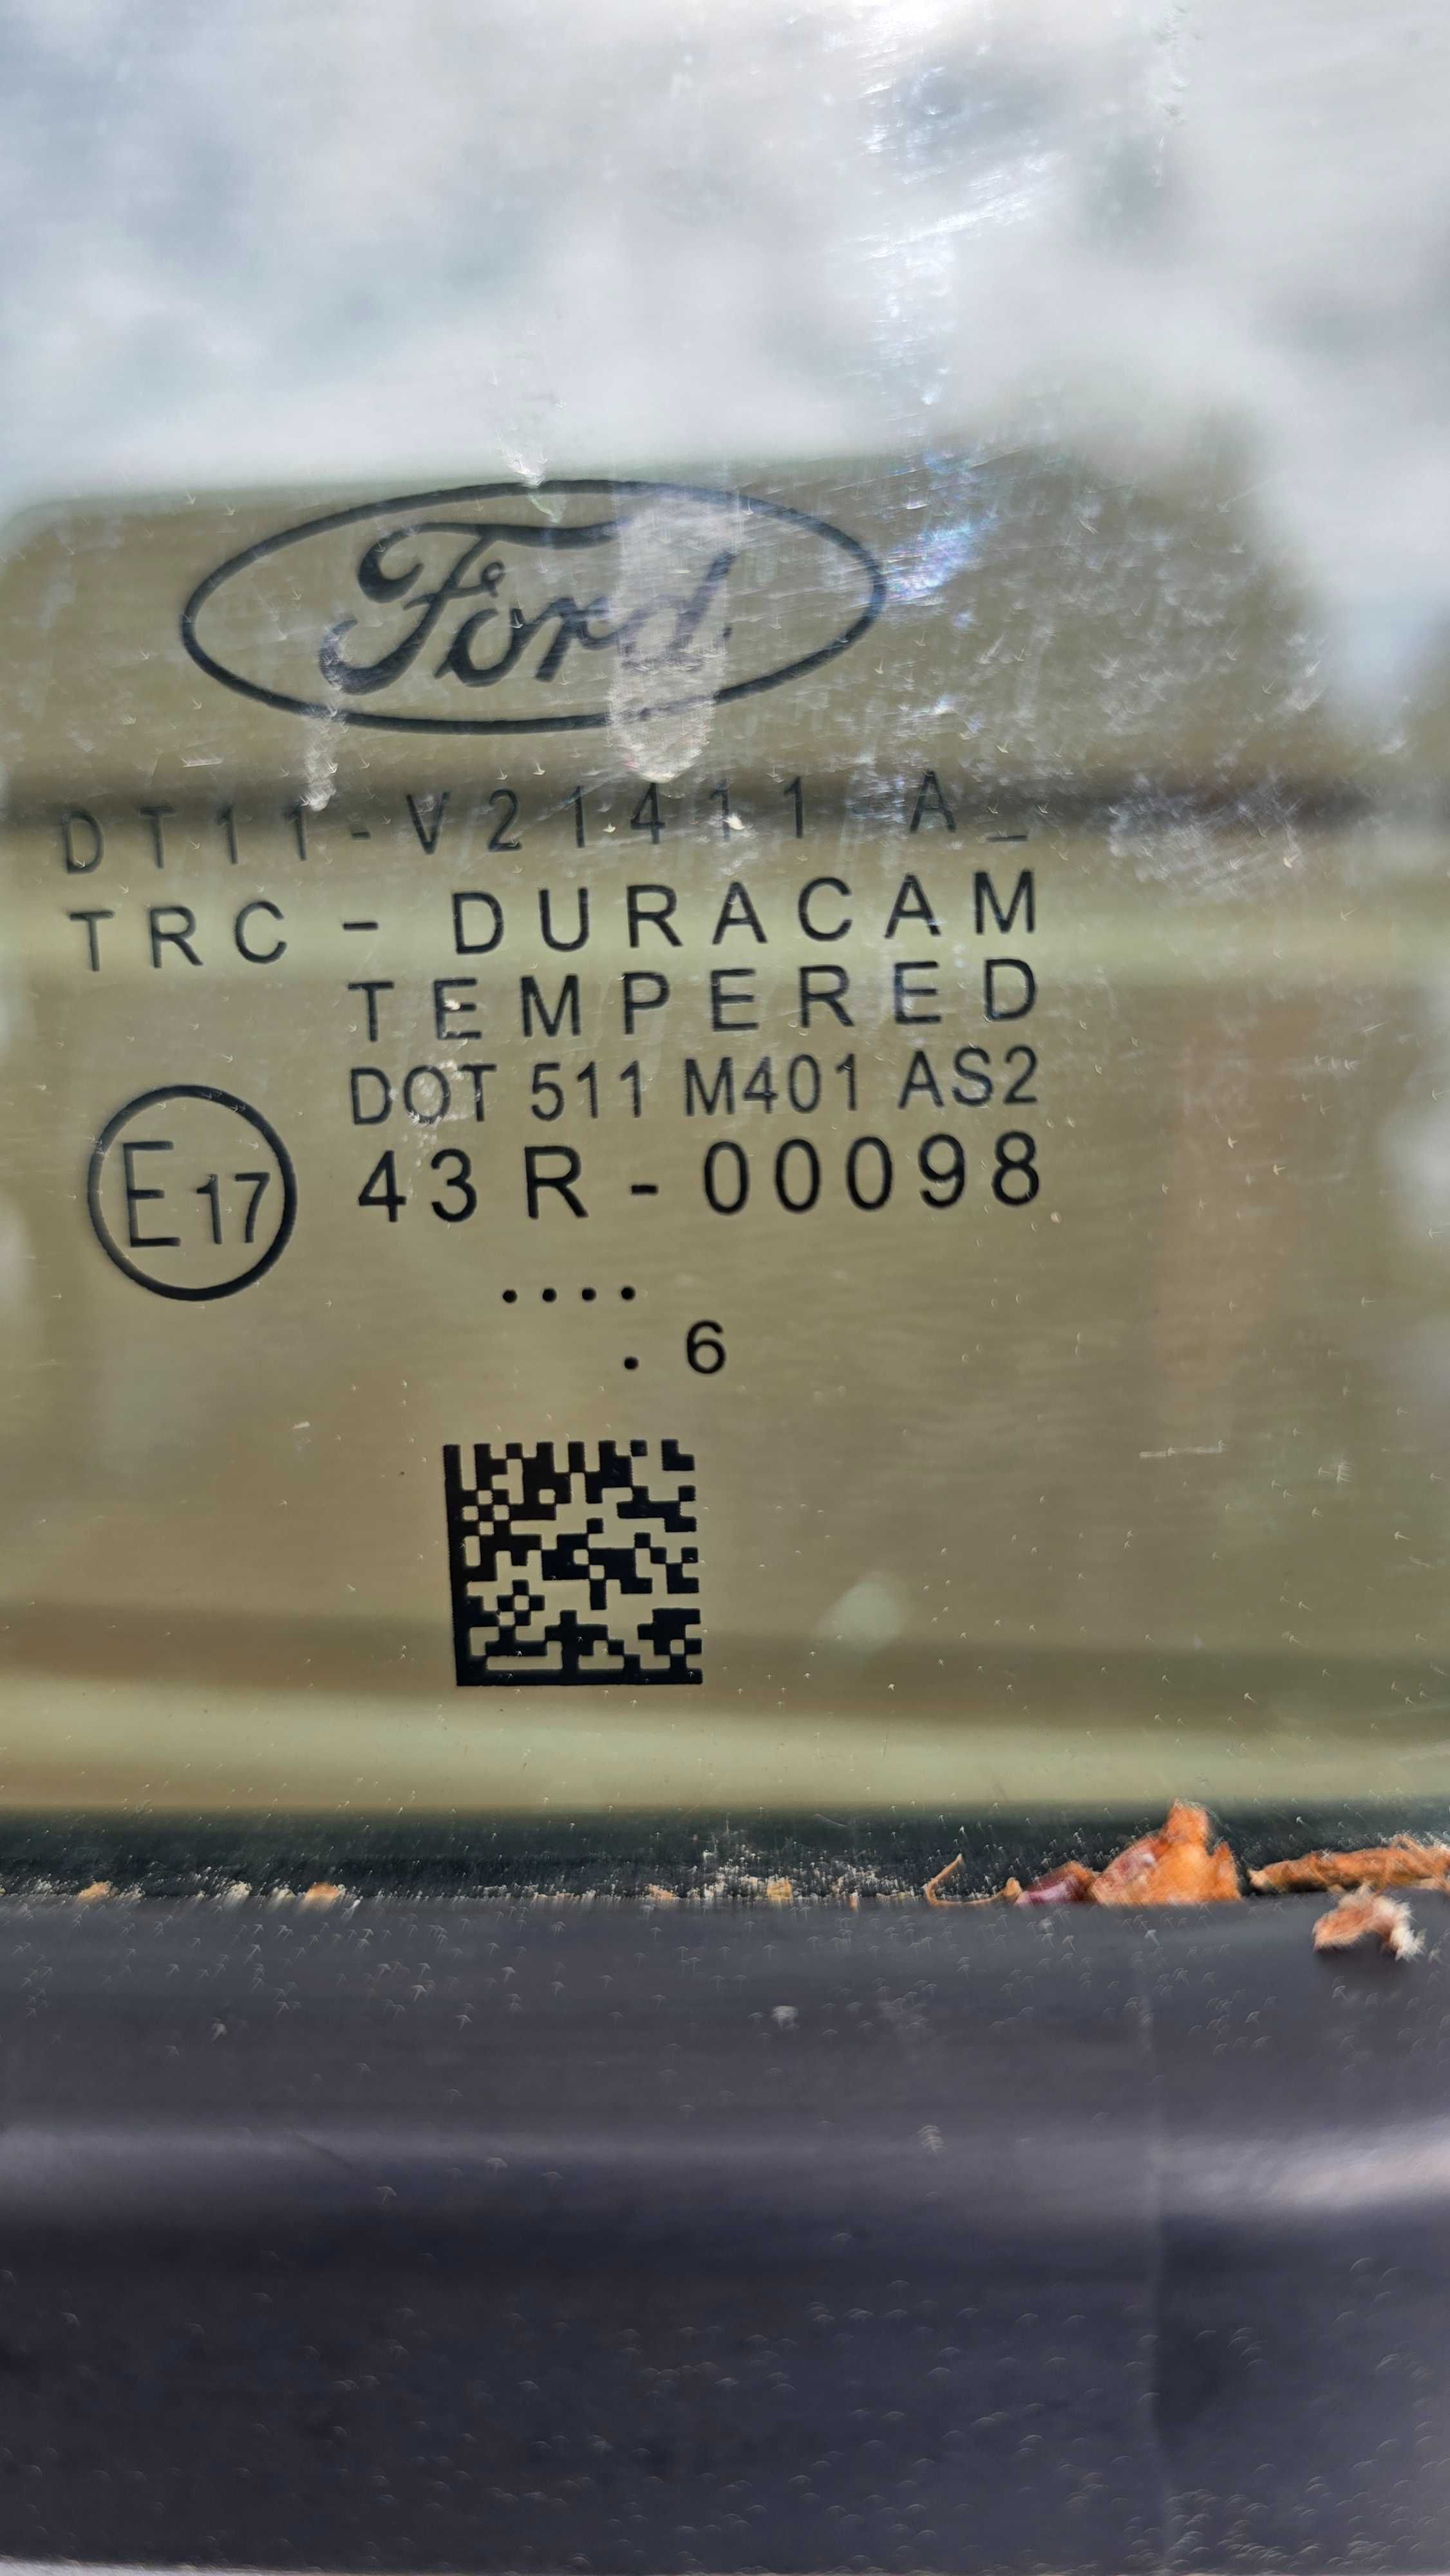 Ford
DT11-V21411 A_
TRC - DURACAM
TEMPERED
DOT 511 M401 AS2
E17 43R-00098
....
. 6